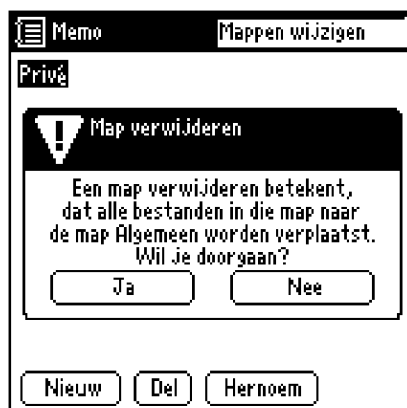 Memo
Mappen wijzigen
Privé
Map verwijderen
Een map verwijderen betekent,
dat alle bestanden in die map naar
de map Algemeen worden verplaatst.
Wil je doorgaan?
Ja Nee
Nieuw Del Hernoem